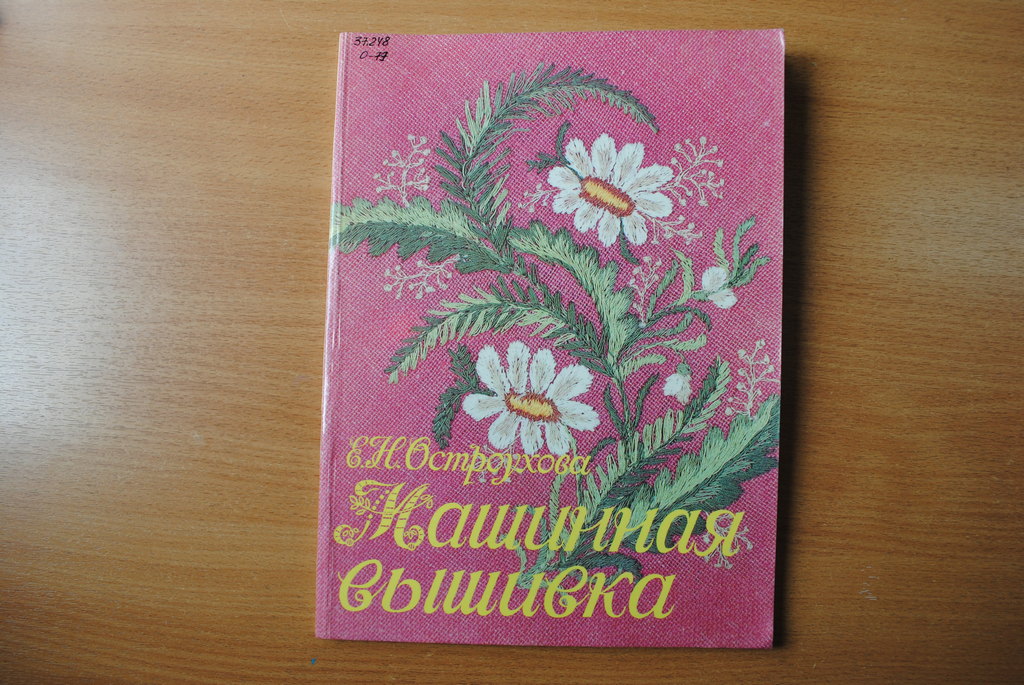 37.248
О-77
Е.Н.Остроухова
Машинная
вышивка